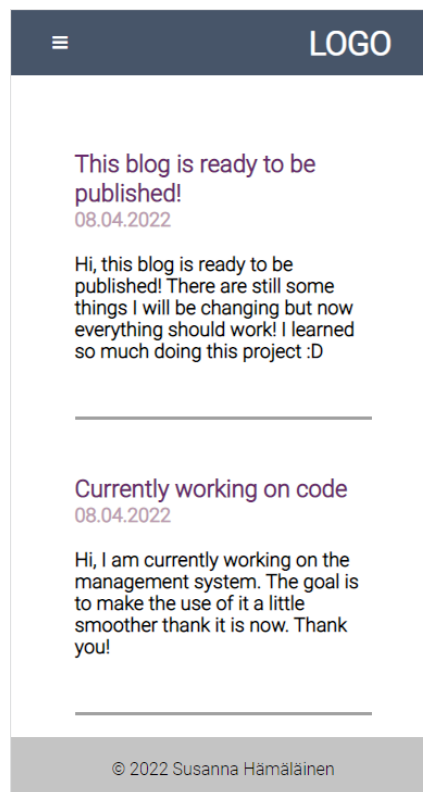 LOGO
This blog is ready to be
published!
08.04.2022
Hi, this blog is ready to be
published! There are still some
things I will be changing but now
everything should work! I learned
so much doing this project :D
Currently working on code
08.04.2022
Hi, I am currently working on the
management system. The goal is
to make the use of it a little
smoother thank it is now. Thank
you!
© 2022 Susanna Hämäläinen